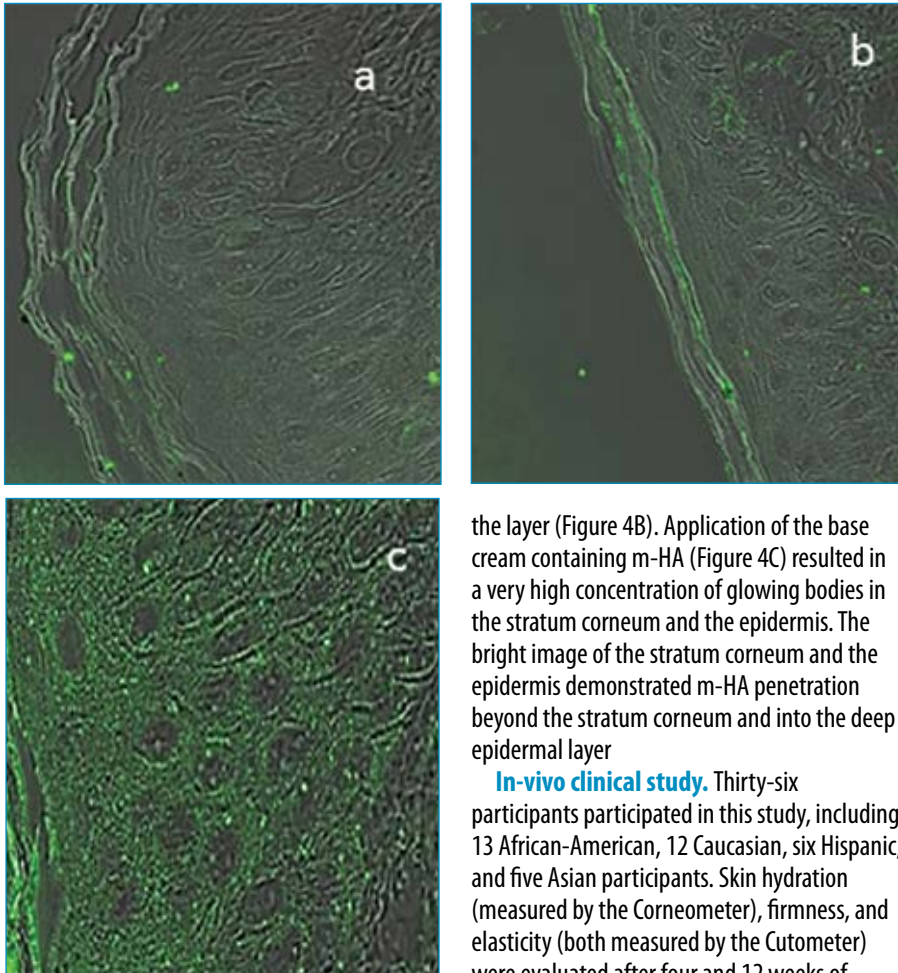 a
b
c
the layer (Figure 4B). Application of the base
cream containing m-HA (Figure 4C) resulted in
a very high concentration of glowing bodies in
the stratum corneum and the epidermis. The
bright image of the stratum corneum and the
epidermis demonstrated m-HA penetration
beyond the stratum corneum and into the deep
epidermal layer
In-vivo clinical study. Thirty-six
participants participated in this study, including
13 African-American, 12 Caucasian, six Hispanic,
and five Asian participants. Skin hydration
(measured by the Corneometer), firmness, and
elasticity (both measured by the Cutometer)
were evaluated after four and 12 weeks of